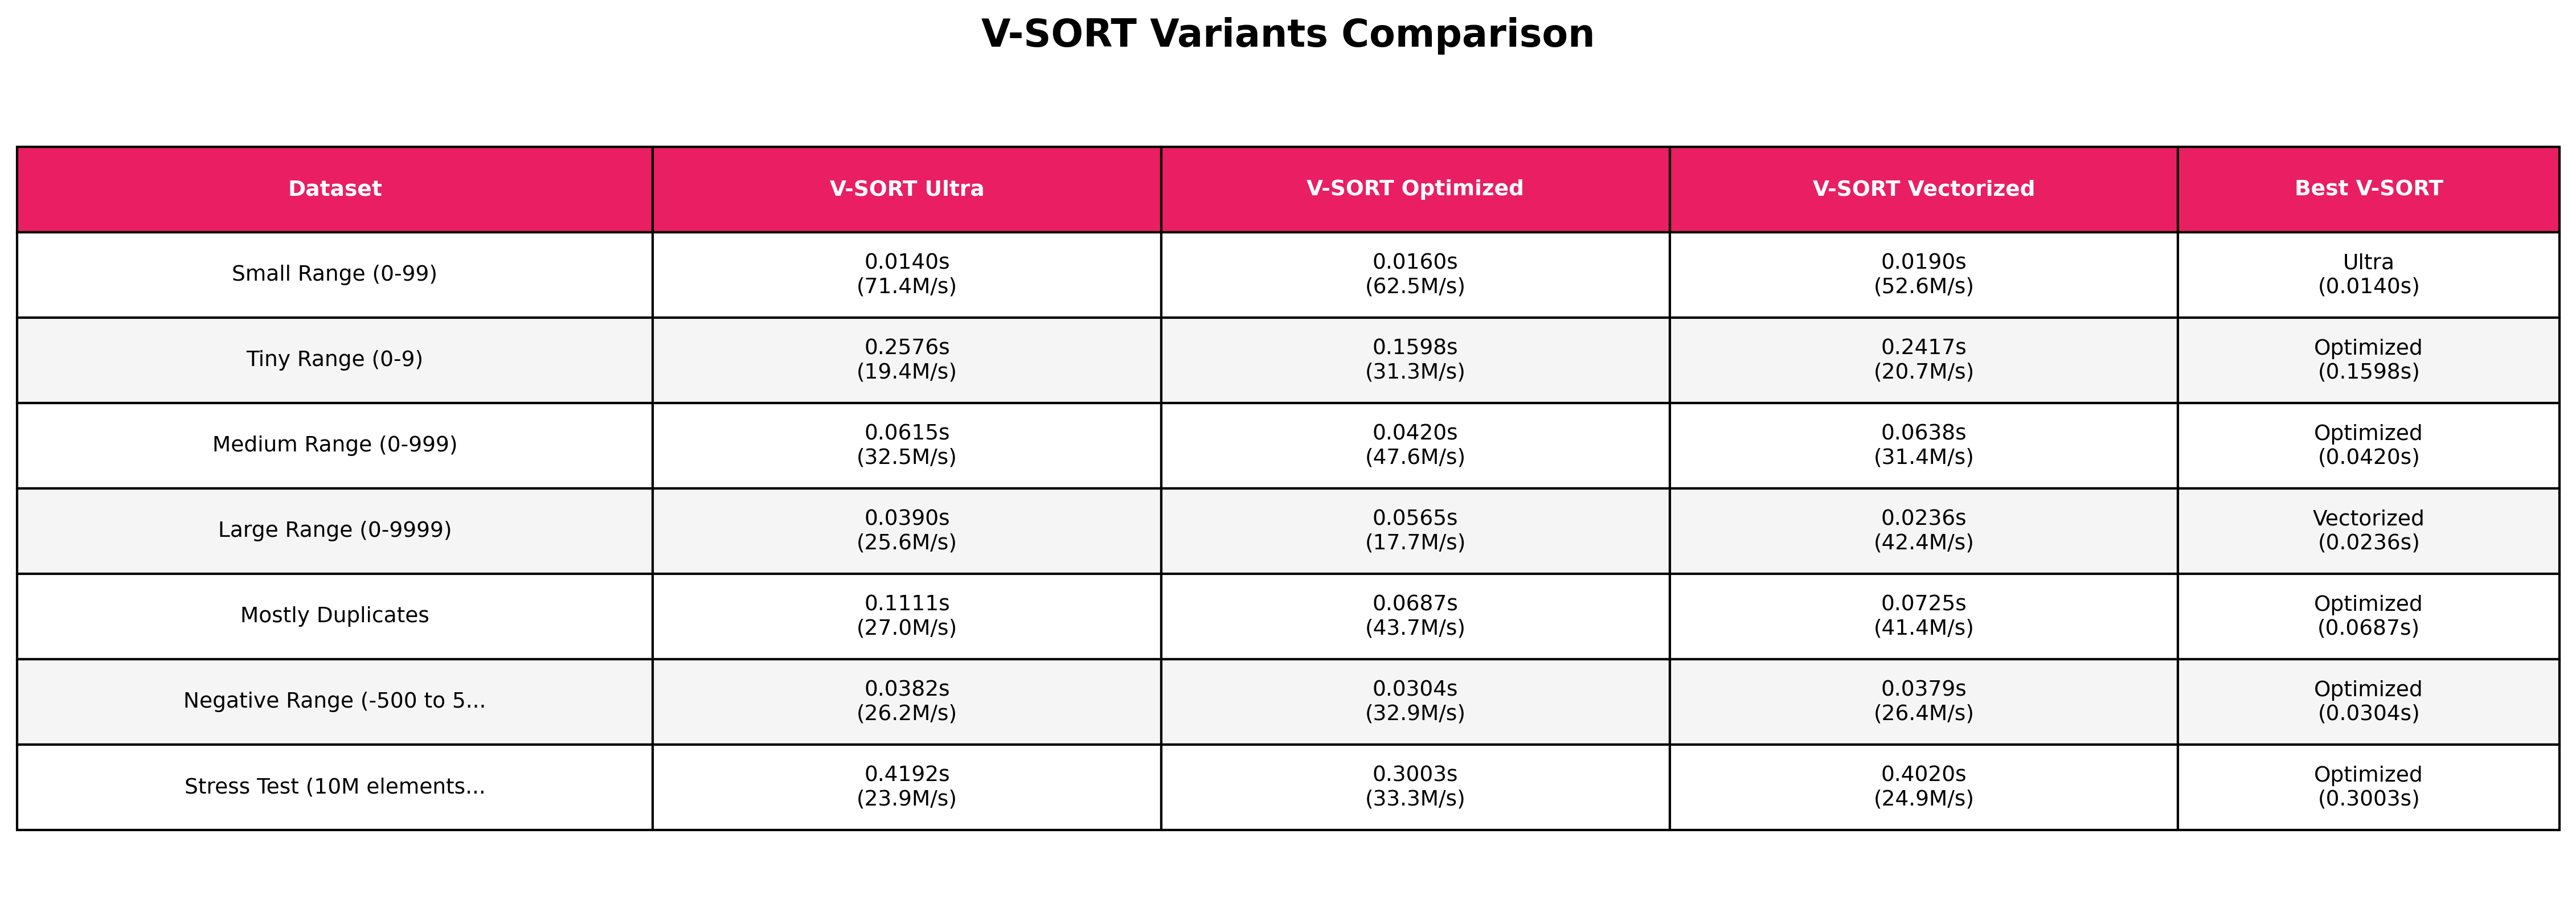 V-SORT Variants Comparison
Dataset V-SORT Ultra V-SORT Optimized V-SORT Vectorized Best V-SORT
Small Range (0-99) 0.0140s (71.4M/s) 0.0160s (62.5M/s) 0.0190s (52.6M/s) Ultra (0.0140s)
Tiny Range (0-9) 0.2576s (19.4M/s) 0.1598s (31.3M/s) 0.2417s (20.7M/s) Optimized (0.1598s)
Medium Range (0-999) 0.0615s (32.5M/s) 0.0420s (47.6M/s) 0.0638s (31.4M/s) Optimized (0.0420s)
Large Range (0-9999) 0.0390s (25.6M/s) 0.0565s (17.7M/s) 0.0236s (42.4M/s) Vectorized (0.0236s)
Mostly Duplicates 0.1111s (27.0M/s) 0.0687s (43.7M/s) 0.0725s (41.4M/s) Optimized (0.0687s)
Negative Range (-500 to 5... 0.0382s (26.2M/s) 0.0304s (32.9M/s) 0.0379s (26.4M/s) Optimized (0.0304s)
Stress Test (10M elements... 0.4192s (23.9M/s) 0.3003s (33.3M/s) 0.4020s (24.9M/s) Optimized (0.3003s)